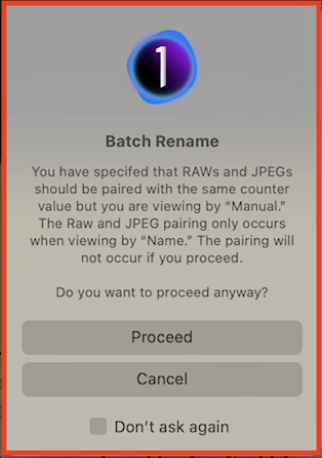 1
Batch Rename
You have specifed that RAWs and JPEGs
should be paired with the same counter
value but you are viewing by “Manual.”
The Raw and JPEG pairing only occurs
when viewing by “Name.” The pairing will
not occur if you proceed.
Do you want to proceed anyway?
Proceed
Cancel
Don’t ask again